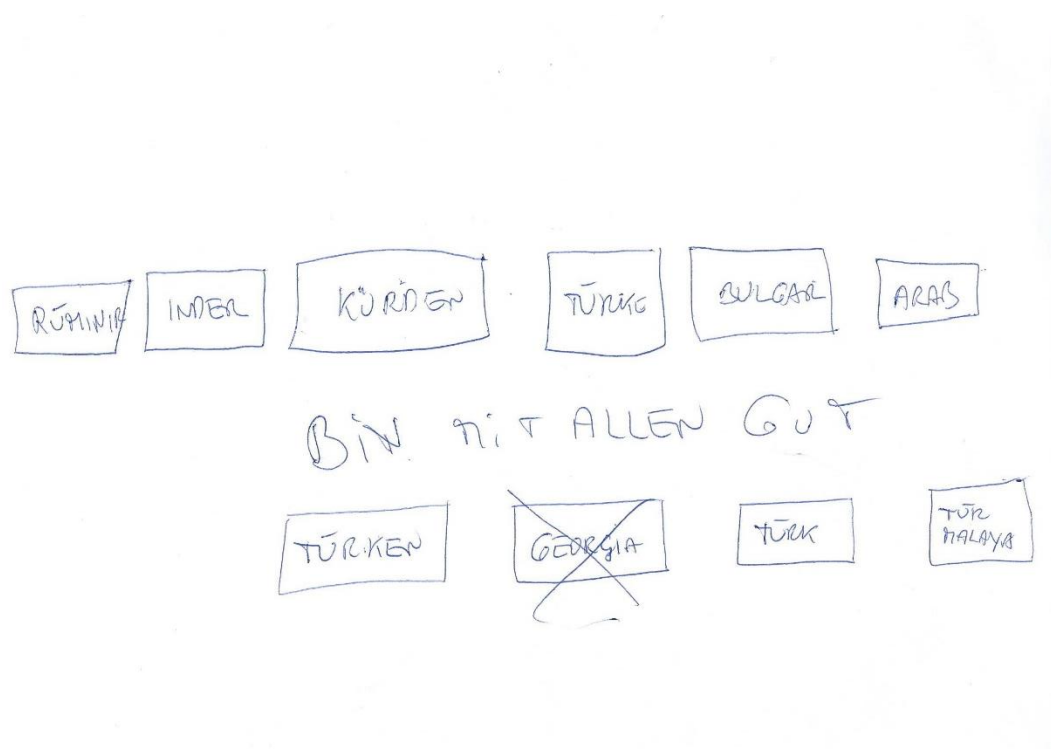 RÜMINIR INDER KÜRDEN TÜRKE BULGAR ARAB
BIN MIT ALLEN GUT
TÜRKEN GEORGIA TÜRK TÜR
MALAYA